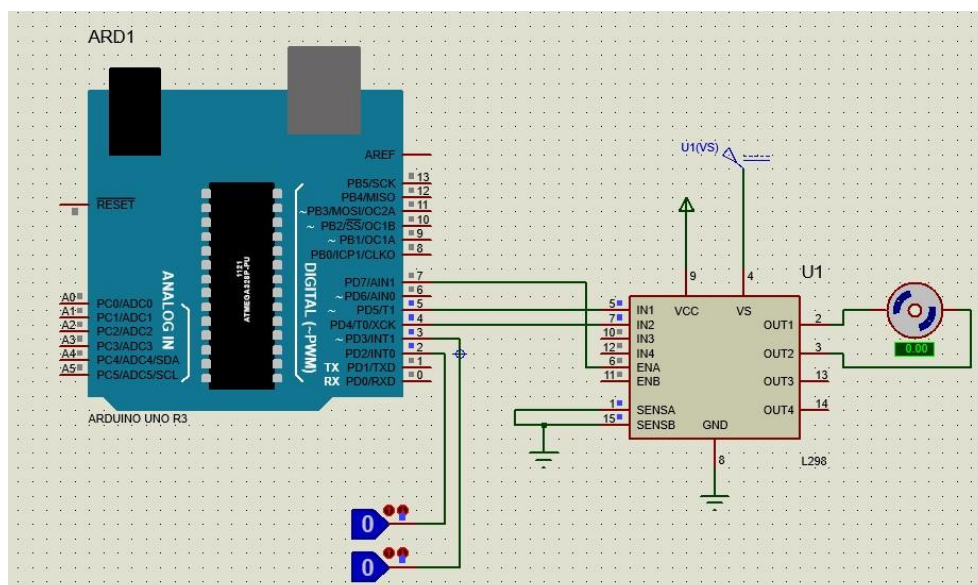 ARD1
AREF
RESET
PB5/SCK 13
PB4/MISO 12
~PB3/MOSI/OC2A 11
~ PB2/SS/OC1B 10
~ PB1/OC1A 9
PB0/ICP1/CLKO 8
PD7/AIN1 7
~PD6/AIN0 6
~ PD5/T1 5
PD4/T0/XCK 4
~PD3/INT1 3
PD2/INT0 2
TX PD1/TXD 1
RX PD0/RXD 0
DIGITAL (~PWM)
ANALOG IN
ATMEGA328P-PU
1121
A0 PC0/ADC0
A1 PC1/ADC1
A2 PC2/ADC2
A3 PC3/ADC3
A4 PC4/ADC4/SDA
A5 PC5/ADC5/SCL
ARDUINO UNO R3
U1(VS)
U1
9 4
VCC VS
5 IN1
7 IN2
10 IN3
12 IN4
6 ENA
11 ENB
1 SENSA
15 SENSB
OUT1 2
OUT2 3
OUT3 13
OUT4 14
GND
8
L298
0.00
0
0